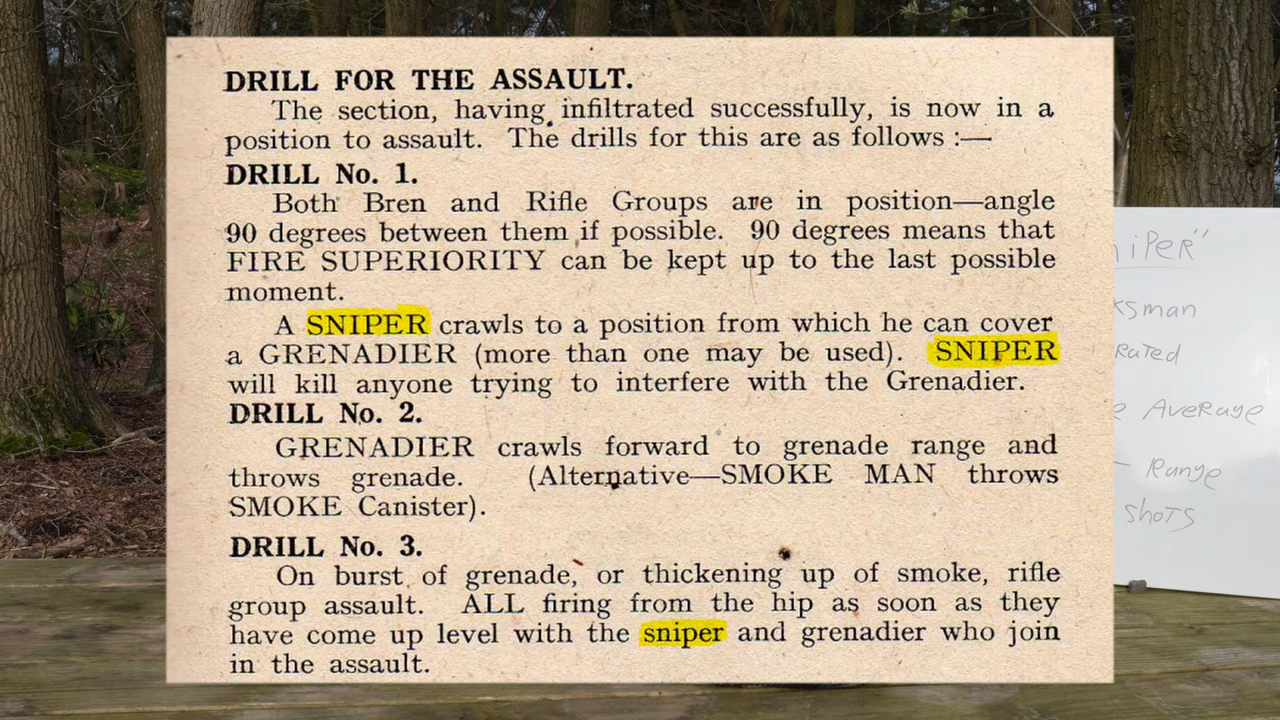 DRILL FOR THE ASSAULT.
The section, having infiltrated successfully, is now in a
position to assault. The drills for this are as follows :—
DRILL No. 1.
Both Bren and Rifle Groups are in position—angle
90 degrees between them if possible. 90 degrees means that
FIRE SUPERIORITY can be kept up to the last possible
moment.
A SNIPER crawls to a position from which he can cover
a GRENADIER (more than one may be used). SNIPER
will kill anyone trying to interfere with the Grenadier.
DRILL No. 2.
GRENADIER crawls forward to grenade range and
throws grenade. (Alternative—SMOKE MAN throws
SMOKE Canister).
DRILL No. 3.
On burst of grenade, or thickening up of smoke, rifle
group assault. ALL firing from the hip as soon as they
have come up level with the sniper and grenadier who join
in the assault.
niPER"
ksman
Rated
e Average
- Range
shots